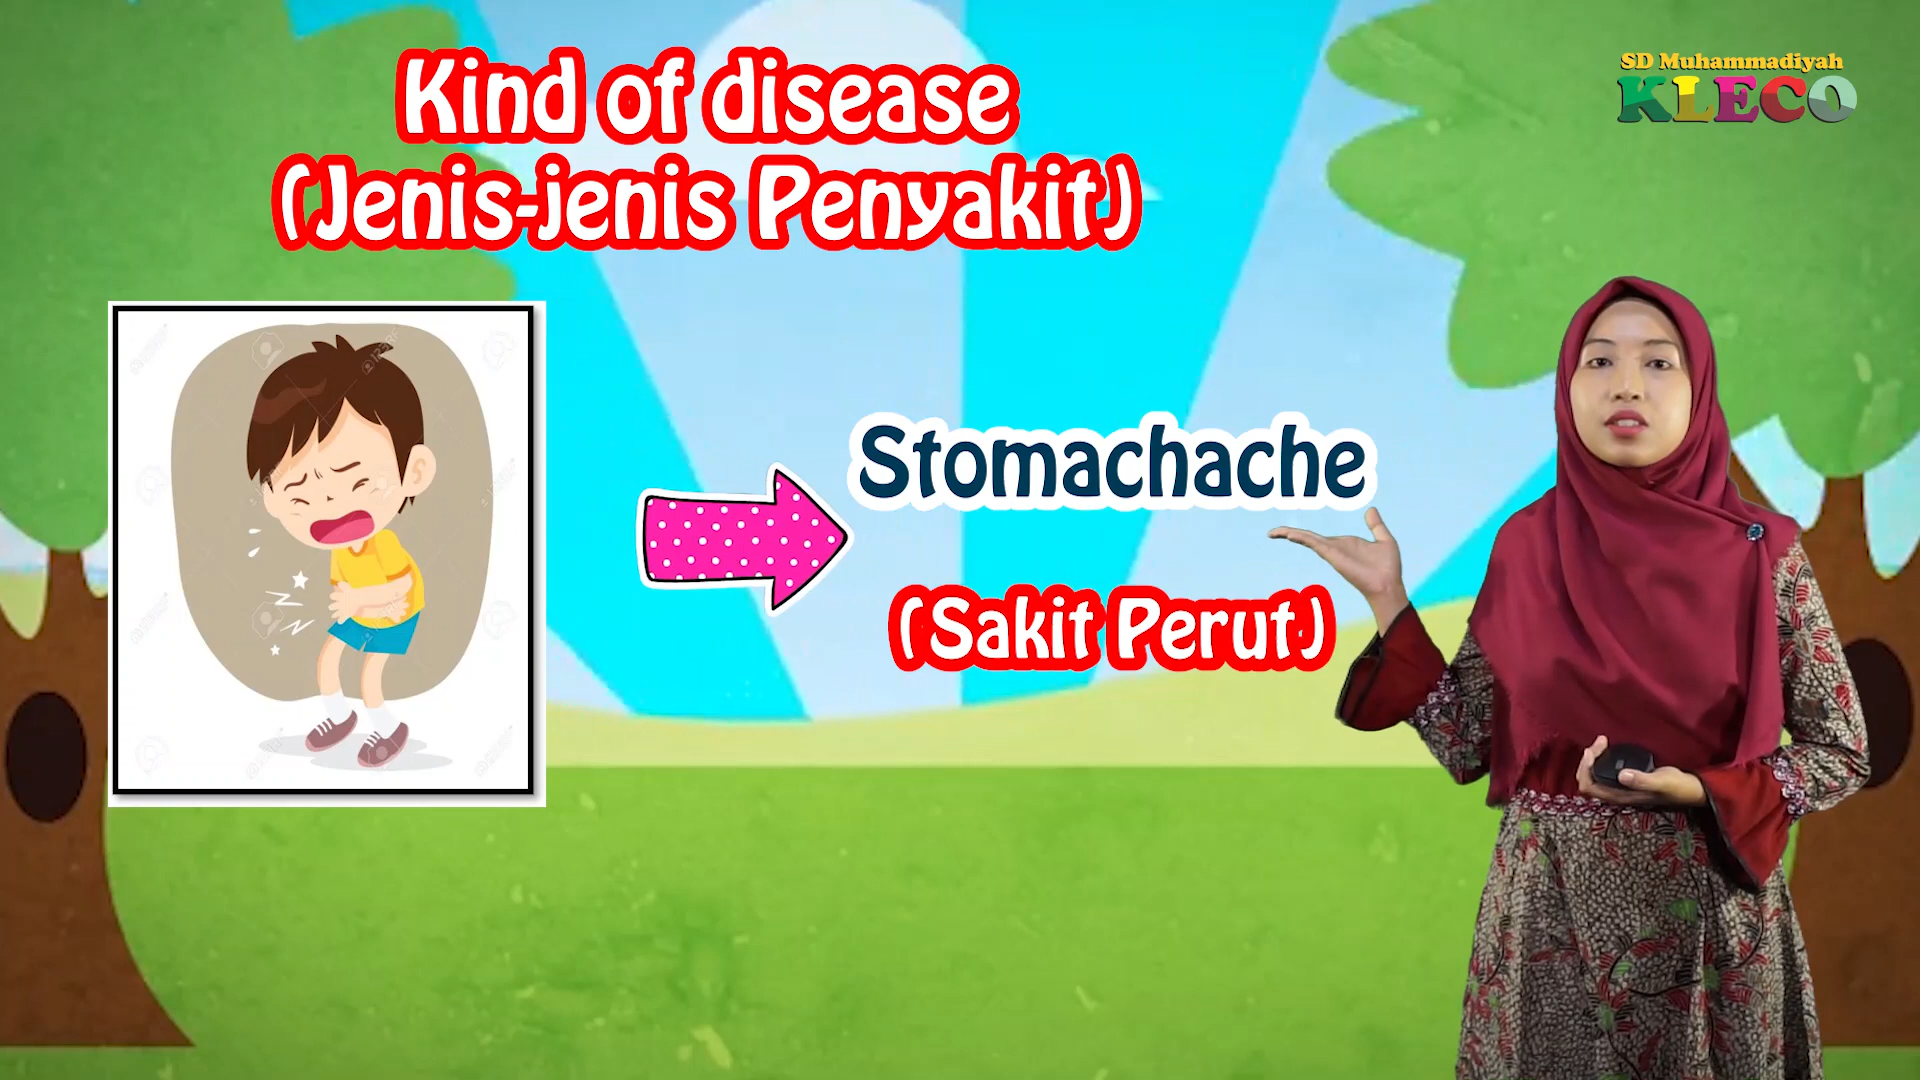 SD Muhammadiyah
KLECO
Kind of disease
(Jenis-jenis Penyakit)
Stomachache
(Sakit Perut)